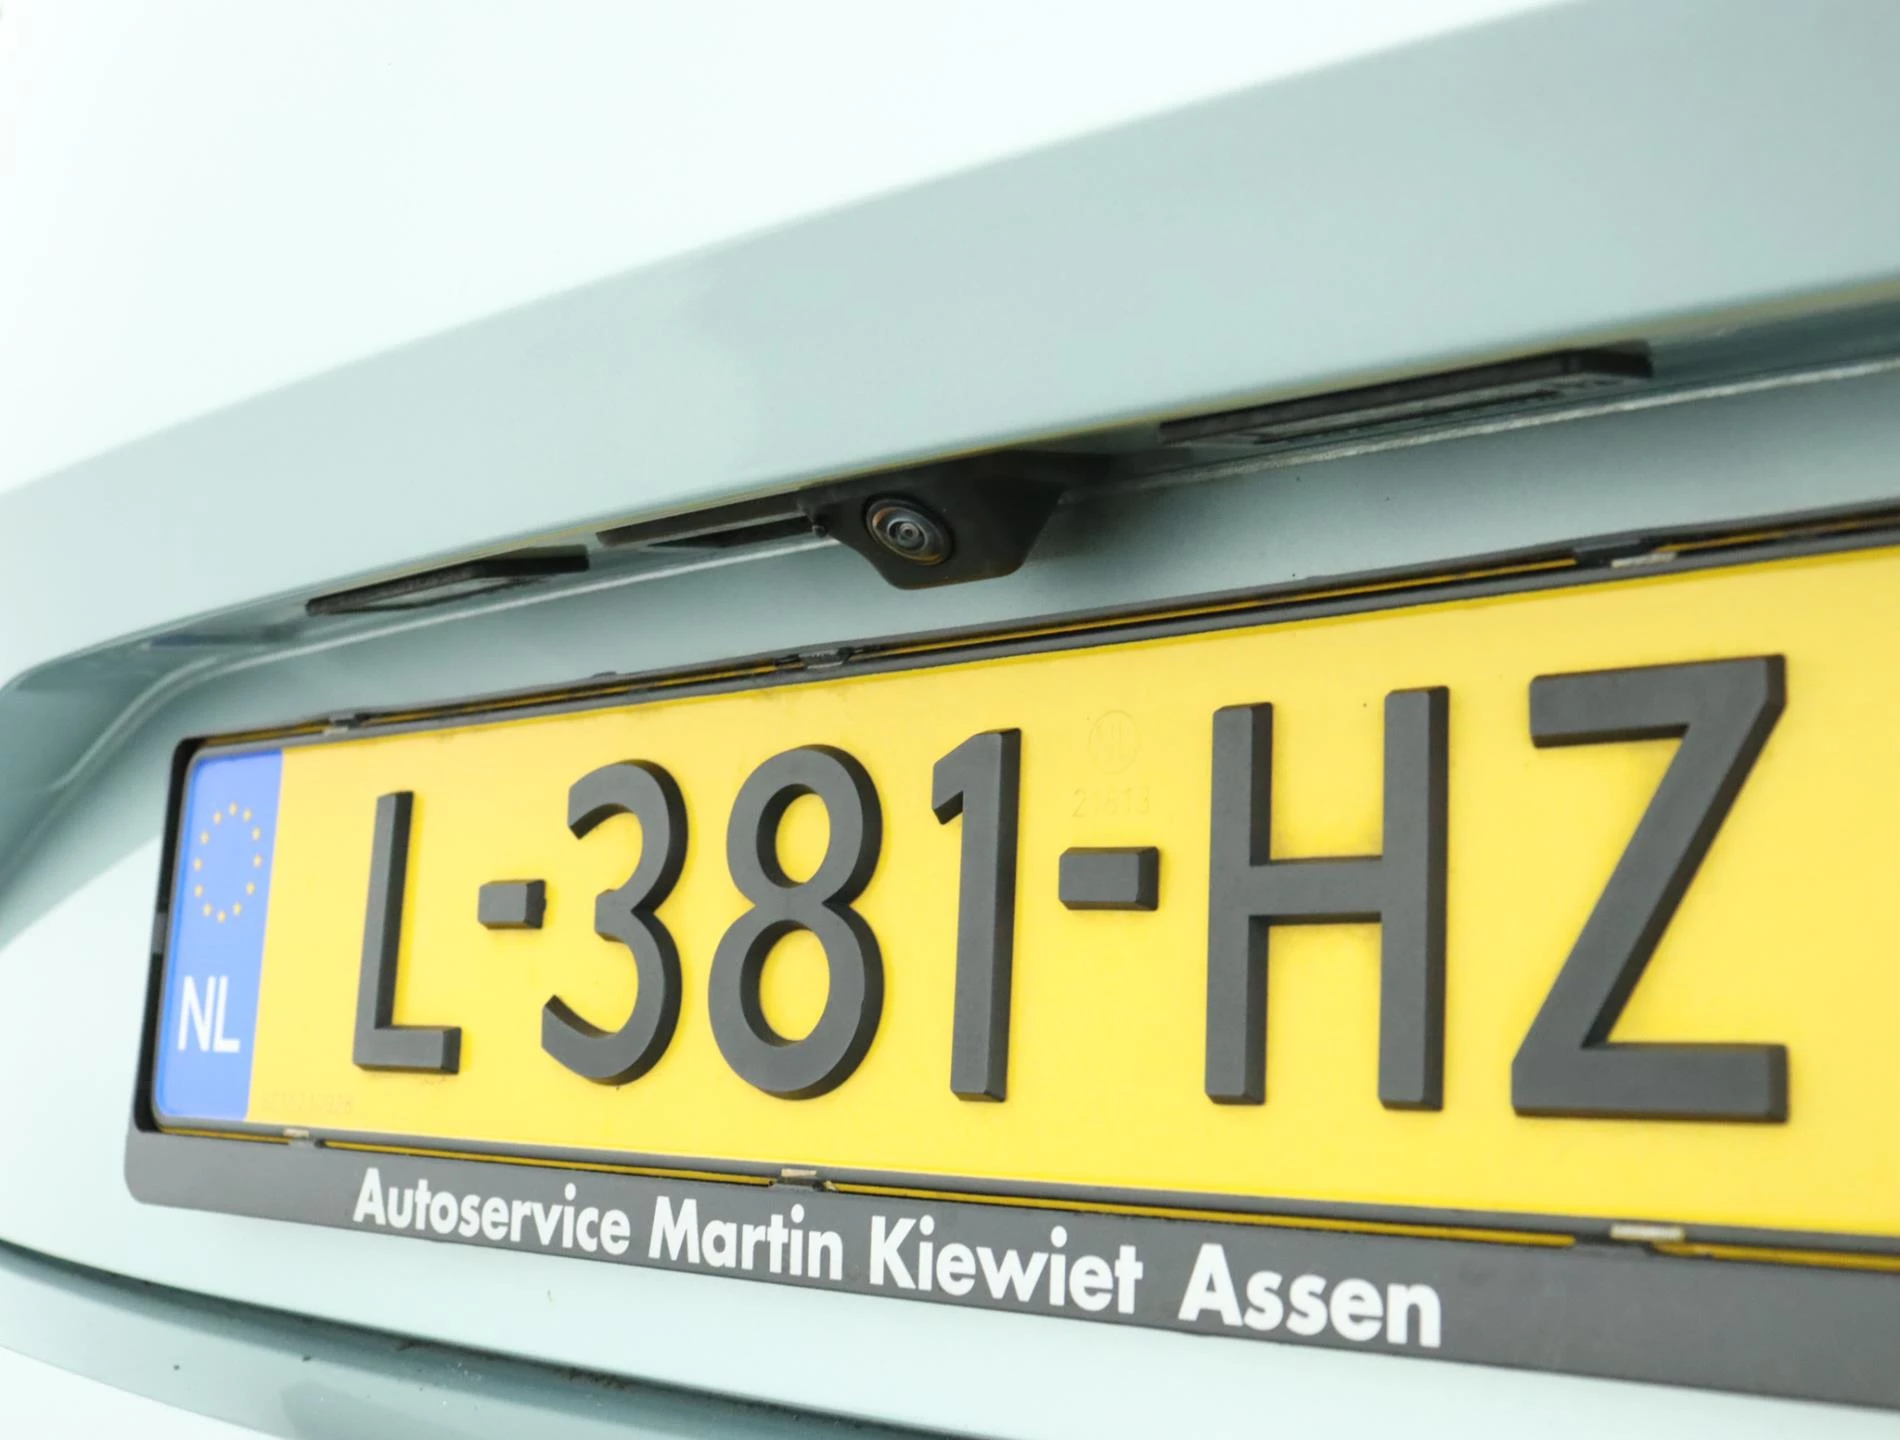 NL
L-381-HZ
Autoservice Martin Kiewiet Assen